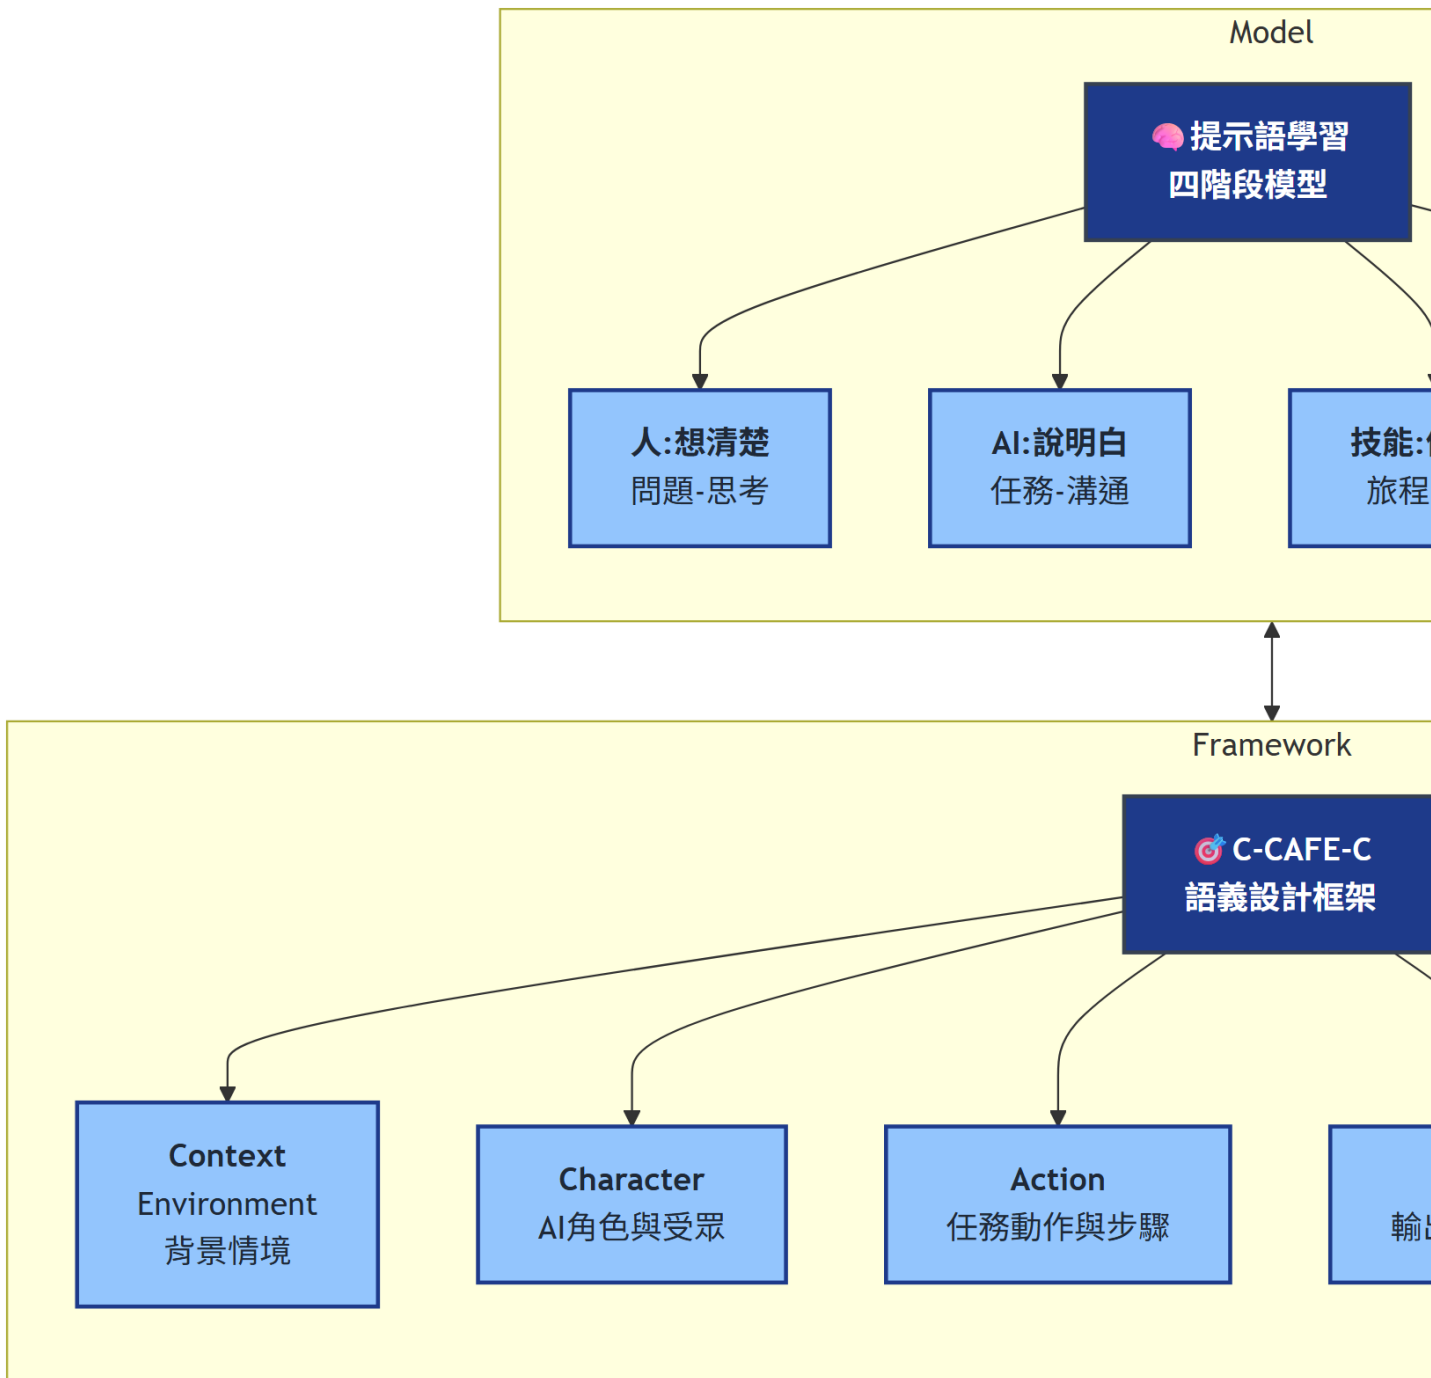 Model
🧠 提示語學習
四階段模型
人:想清楚
問題-思考
AI:說明白
任務-溝通
技能:
旅程
Framework
🎯 C-CAFE-C
語義設計框架
Context
Environment
背景情境
Character
AI角色與受眾
Action
任務動作與步驟
輸